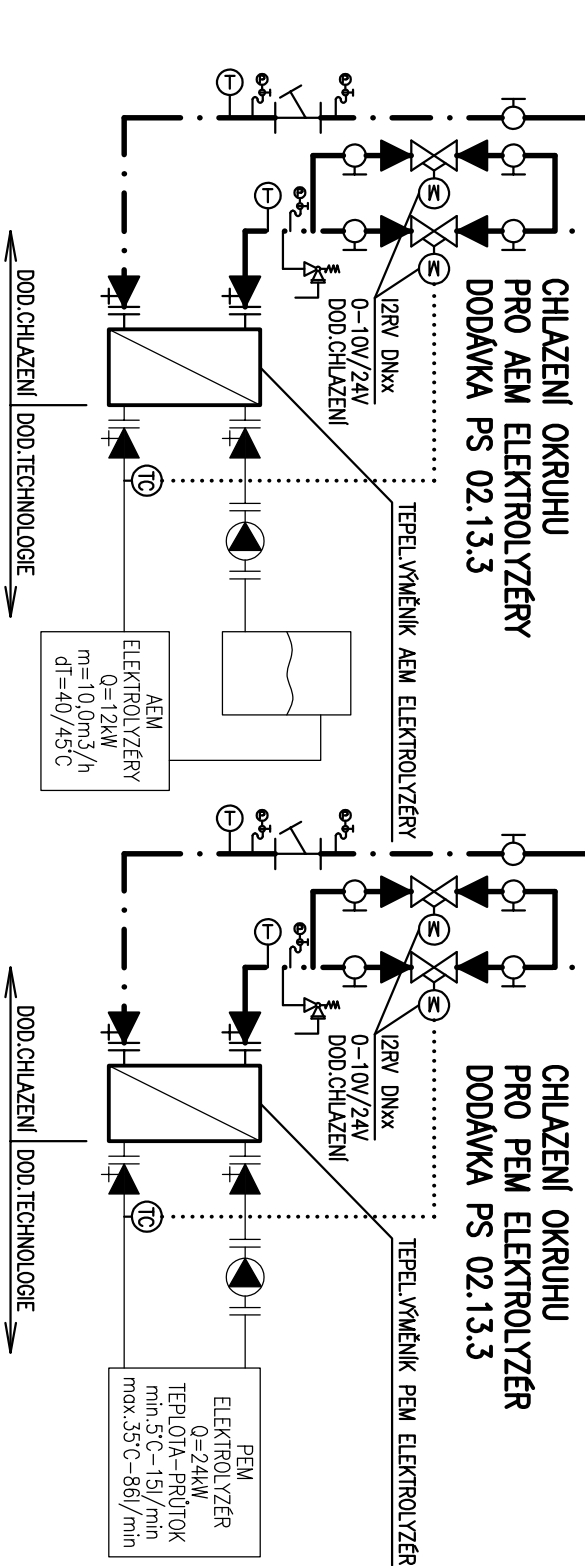 CHLAZENÍ OKRUHU
PRO AEM ELEKTROLYZÉRY
DODÁVKA PS 02.13.3
I2RV DNxx
0-10V/24V
DOD.CHLAZENÍ
M
M
T
T
P
P
P
TC
TEPEL.VÝMĚNÍK AEM ELEKTROLYZÉRY
AEM
ELEKTROLYZÉRY
Q=12kW
m=10,0m3/h
dT=40/45°C
DOD.CHLAZENÍ
DOD.TECHNOLOGIE
CHLAZENÍ OKRUHU
PRO PEM ELEKTROLYZÉR
DODÁVKA PS 02.13.3
I2RV DNxx
0-10V/24V
DOD.CHLAZENÍ
M
M
T
T
P
P
P
TC
TEPEL.VÝMĚNÍK PEM ELEKTROLYZÉR
PEM
ELEKTROLYZÉR
Q=24kW
TEPLOTA-PRŮTOK
min.5°C-15l/min
max.35°C-86l/min
DOD.CHLAZENÍ
DOD.TECHNOLOGIE